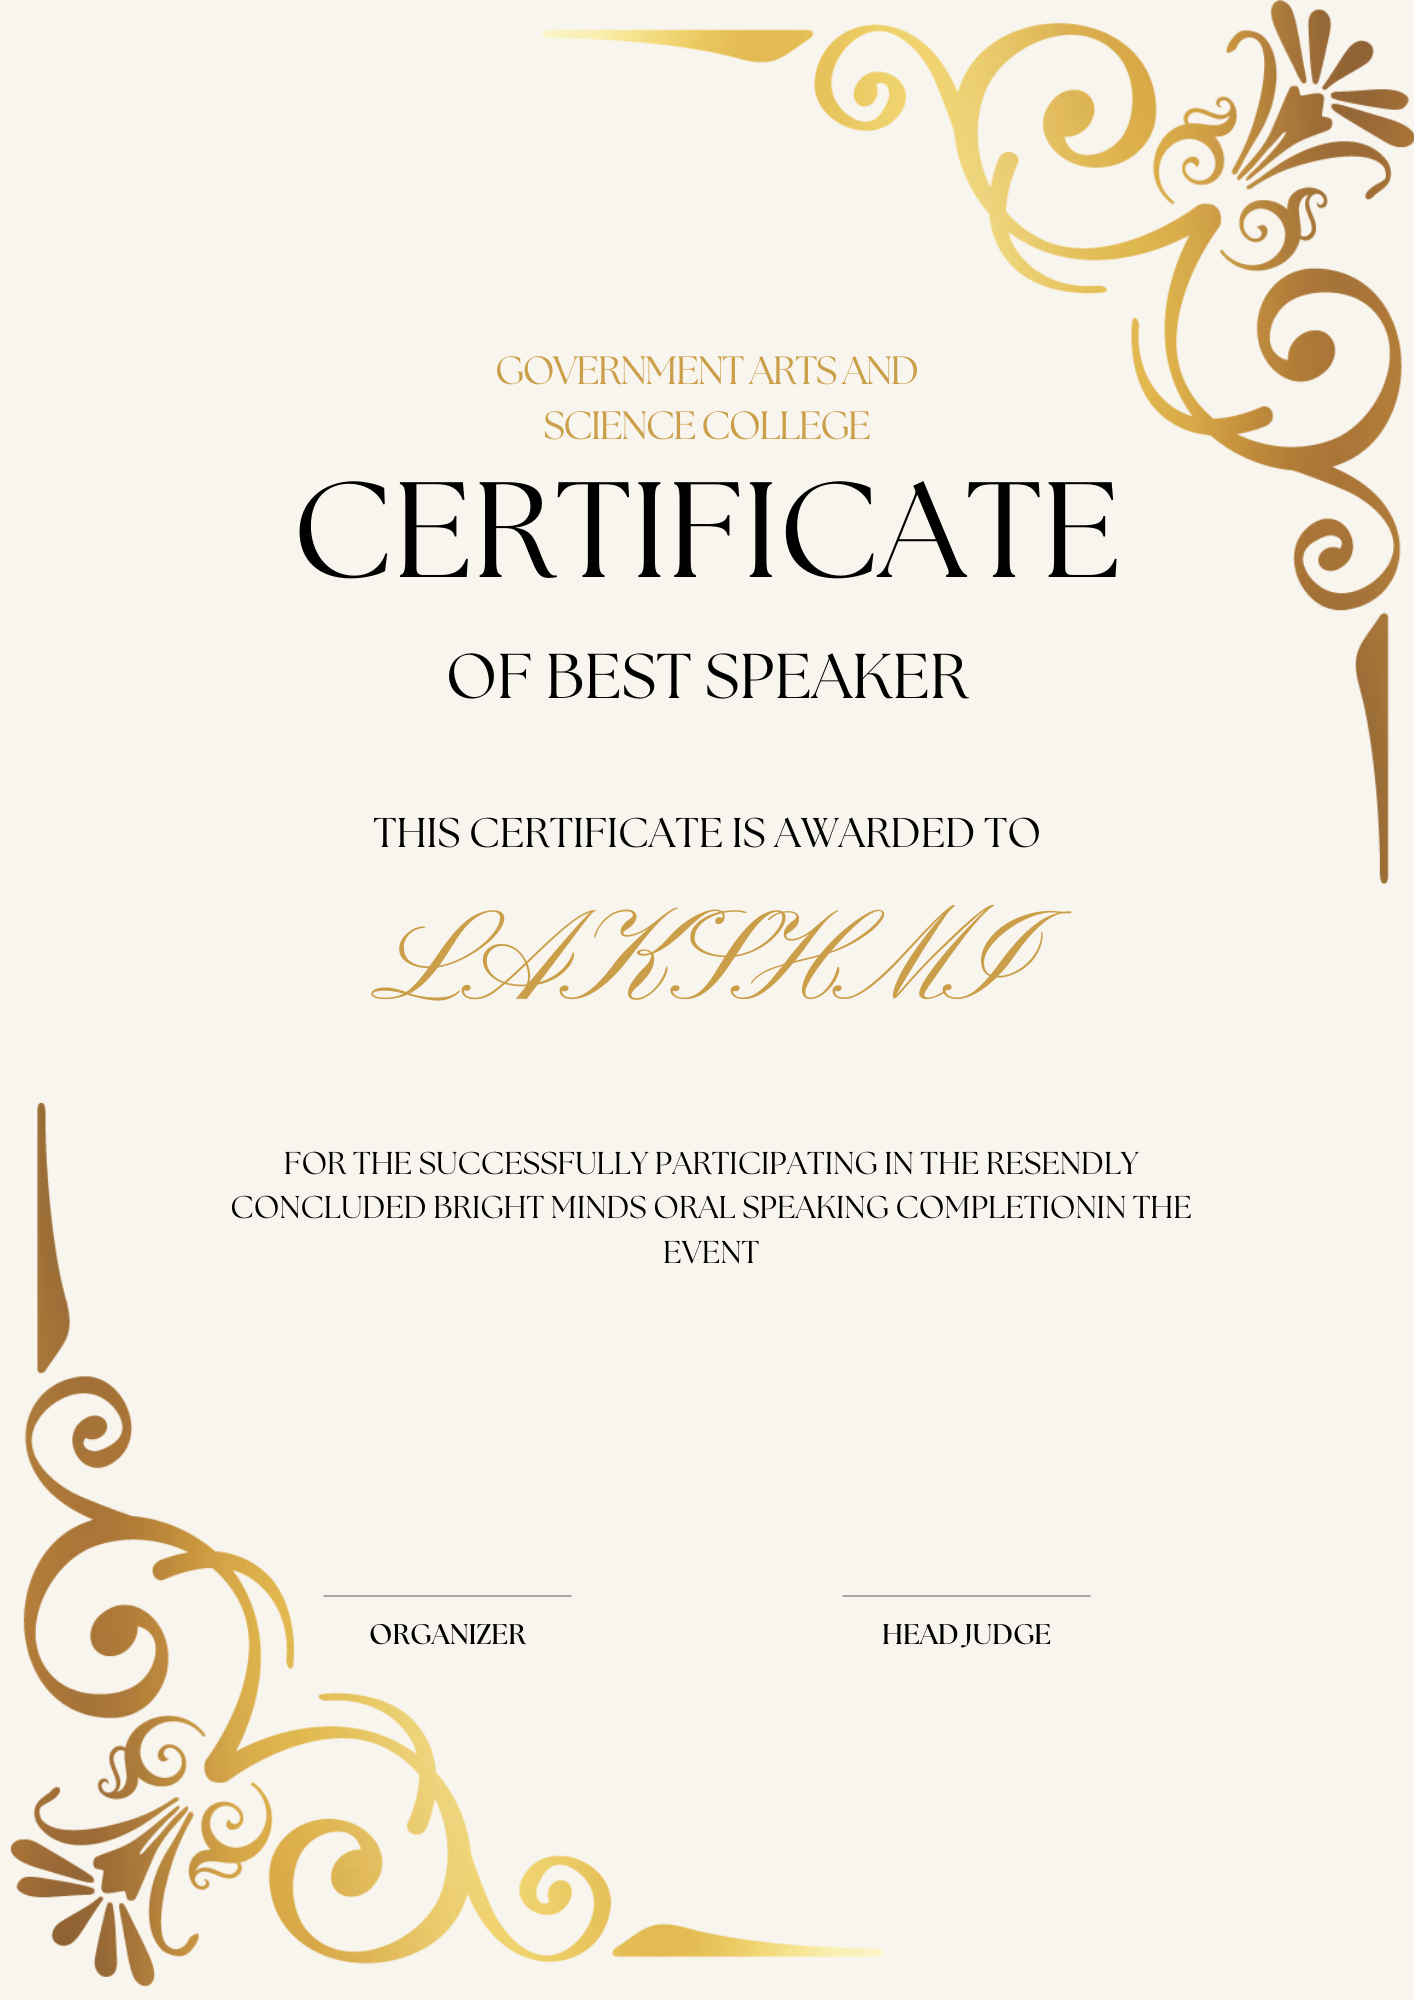 GOVERNMENT ARTS AND
SCIENCE COLLEGE
CERTIFICATE
OF BEST SPEAKER
THIS CERTIFICATE IS AWARDED TO
LAKSHMI
FOR THE SUCCESSFULLY PARTICIPATING IN THE RESENDLY
CONCLUDED BRIGHT MINDS ORAL SPEAKING COMPLETIONIN THE
EVENT
ORGANIZER
HEAD JUDGE